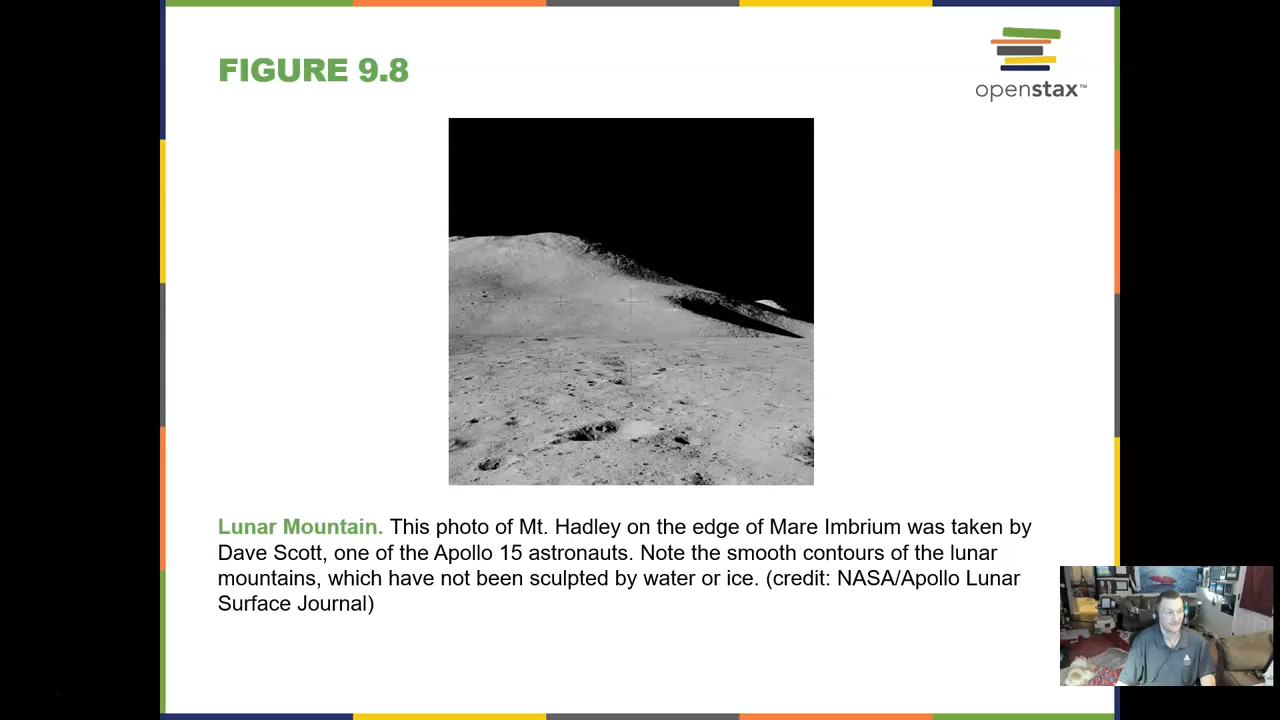 FIGURE 9.8
openstax™
Lunar Mountain. This photo of Mt. Hadley on the edge of Mare Imbrium was taken by
Dave Scott, one of the Apollo 15 astronauts. Note the smooth contours of the lunar
mountains, which have not been sculpted by water or ice. (credit: NASA/Apollo Lunar
Surface Journal)